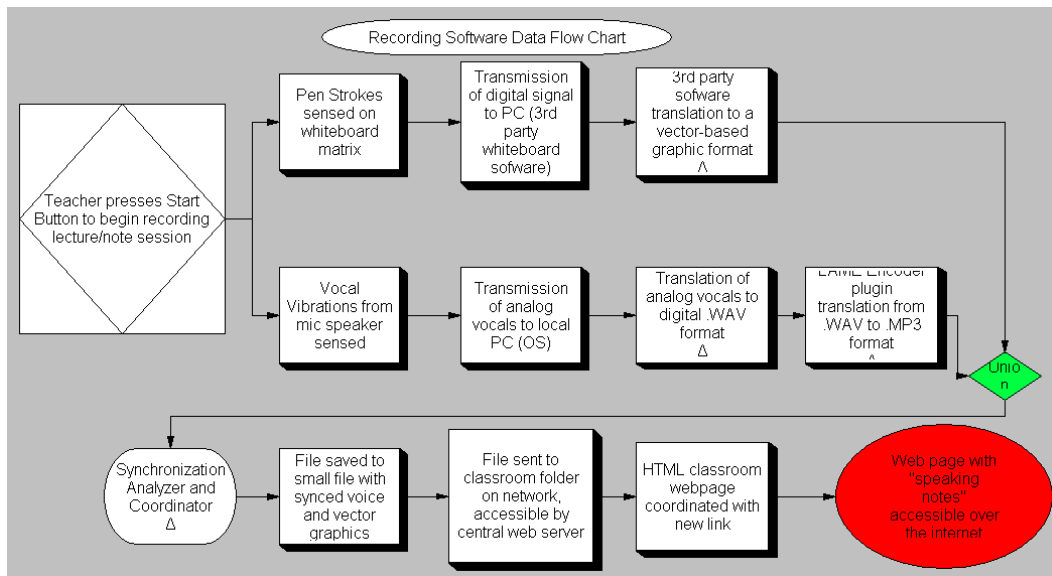 Recording Software Data Flow Chart
Teacher presses Start
Button to begin recording
lecture/note session
Pen Strokes
sensed on
whiteboard
matrix
Transmission
of digital signal
to PC (3rd
party
whiteboard
sofware)
3rd party
sofware
translation to a
vector-based
graphic format
Δ
Vocal
Vibrations from
mic speaker
sensed
Transmission
of analog
vocals to local
PC (OS)
Translation of
analog vocals to
digital .WAV
format
Δ
LAME Encoder
plugin
translation from
.WAV to .MP3
format
Unio
n
Synchronization
Analyzer and
Coordinator
Δ
File saved to
small file with
synced voice
and vector
graphics
File sent to
classroom folder
on network,
accessible by
central web server
HTML classroom
webpage
coordinated with
new link
Web page with
"speaking
notes"
accessible over
the internet